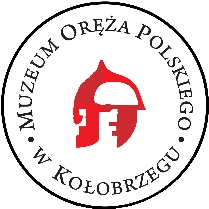 • MUZEUM ORĘŻA POLSKIEGO •
W KOŁOBRZEGU